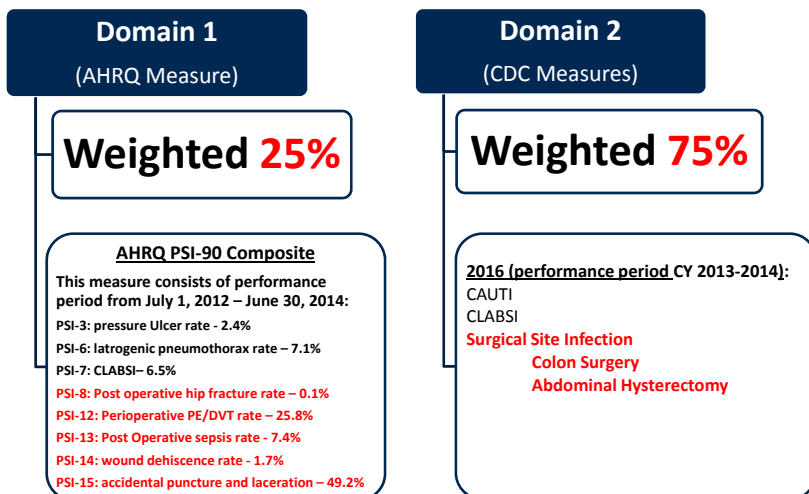 Domain 1
(AHRQ Measure)
Weighted 25%
AHRQ PSI-90 Composite
This measure consists of performance
period from July 1, 2012 – June 30, 2014:
PSI-3: pressure Ulcer rate - 2.4%
PSI-6: Iatrogenic pneumothorax rate – 7.1%
PSI-7: CLABSI– 6.5%
PSI-8: Post operative hip fracture rate – 0.1%
PSI-12: Perioperative PE/DVT rate – 25.8%
PSI-13: Post Operative sepsis rate - 7.4%
PSI-14: wound dehiscence rate – 1.7%
PSI-15: accidental puncture and laceration – 49.2%
Domain 2
(CDC Measures)
Weighted 75%
2016 (performance period CY 2013-2014):
CAUTI
CLABSI
Surgical Site Infection
Colon Surgery
Abdominal Hysterectomy